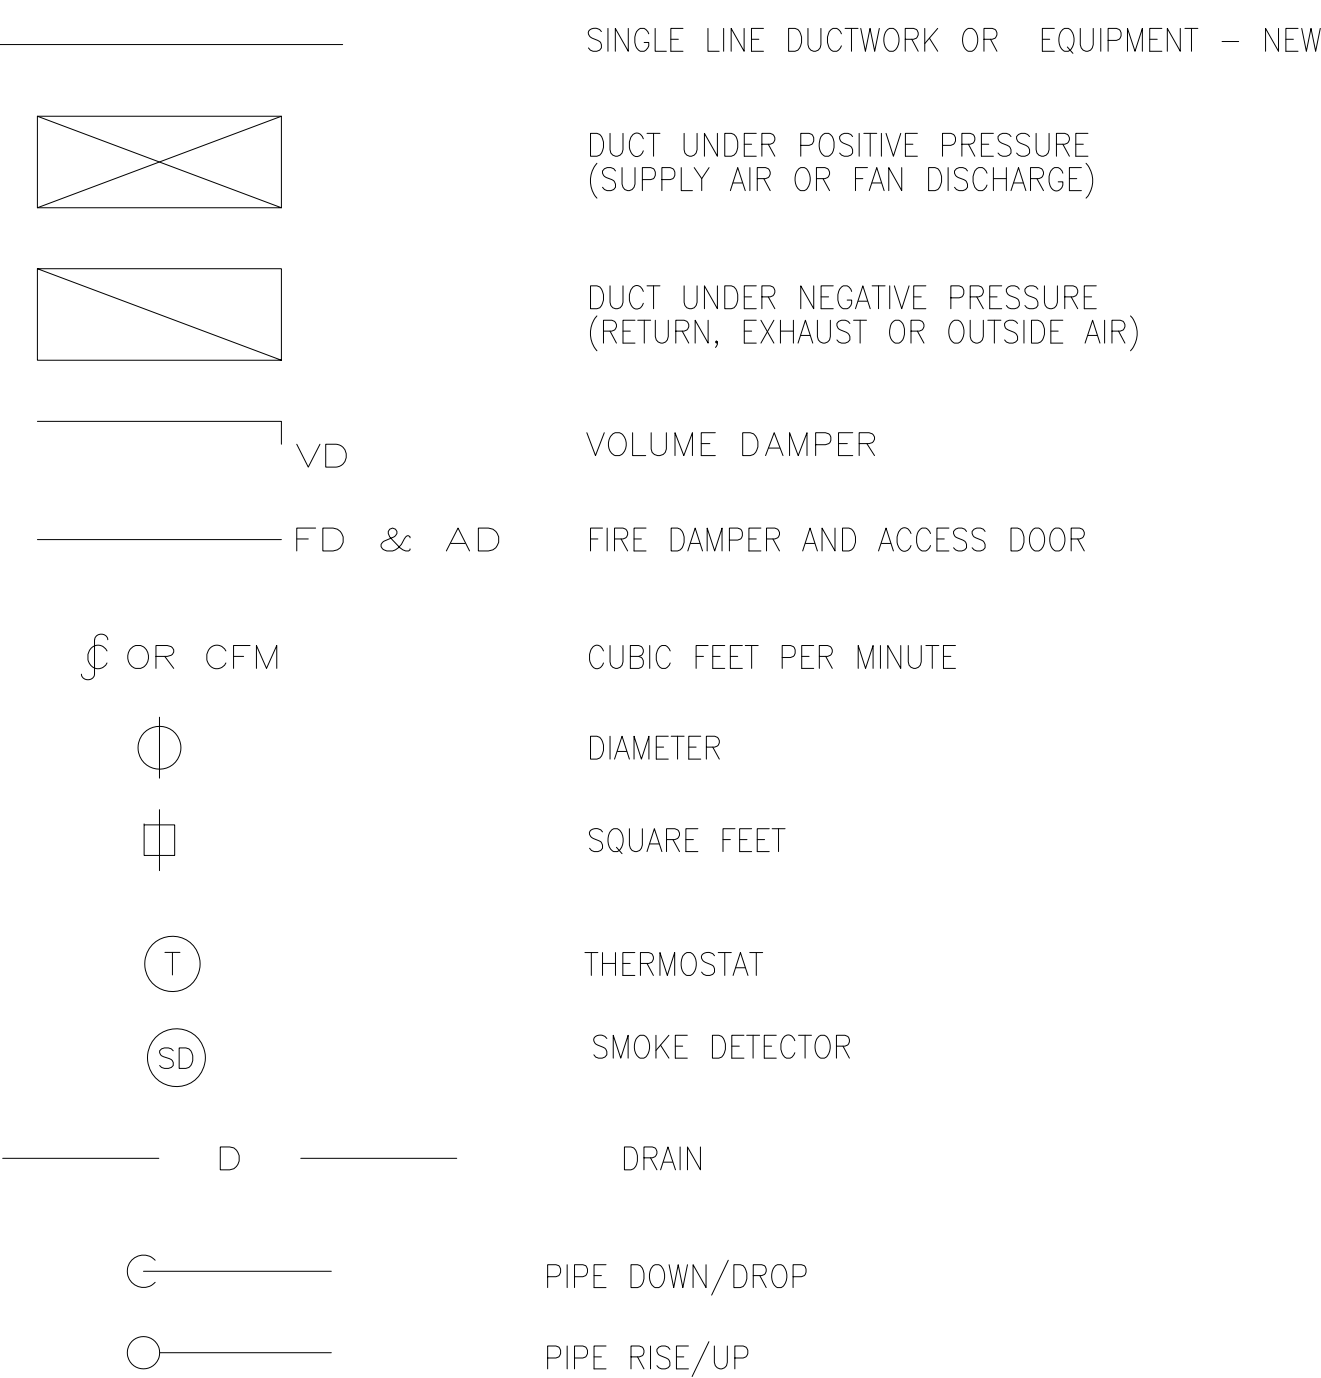 SINGLE LINE DUCTWORK OR EQUIPMENT – NEW
DUCT UNDER POSITIVE PRESSURE
(SUPPLY AIR OR FAN DISCHARGE)
DUCT UNDER NEGATIVE PRESSURE
(RETURN, EXHAUST OR OUTSIDE AIR)
VD VOLUME DAMPER
FD & AD FIRE DAMPER AND ACCESS DOOR
OR CFM CUBIC FEET PER MINUTE
DIAMETER
SQUARE FEET
T THERMOSTAT
SD SMOKE DETECTOR
D DRAIN
PIPE DOWN/DROP
PIPE RISE/UP